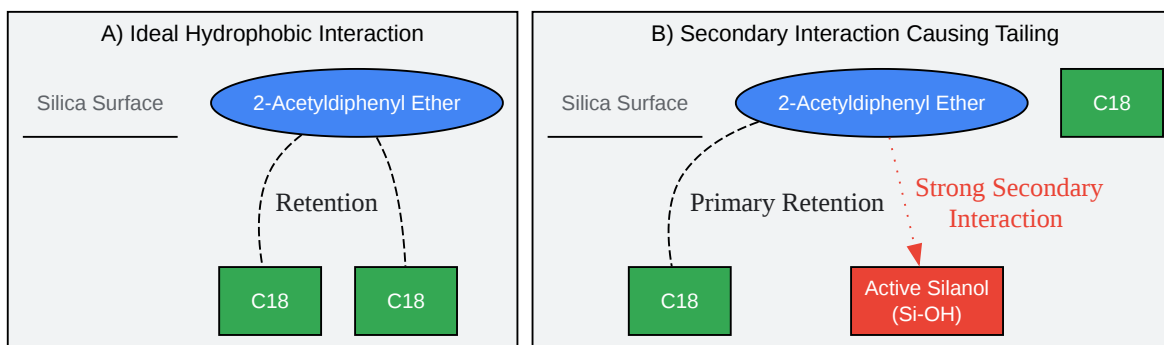 A) Ideal Hydrophobic Interaction
Silica Surface
2-Acetyldiphenyl Ether
Retention
C18
C18
B) Secondary Interaction Causing Tailing
Silica Surface
2-Acetyldiphenyl Ether
C18
Primary Retention
Strong Secondary
Interaction
C18
Active Silanol
(Si-OH)